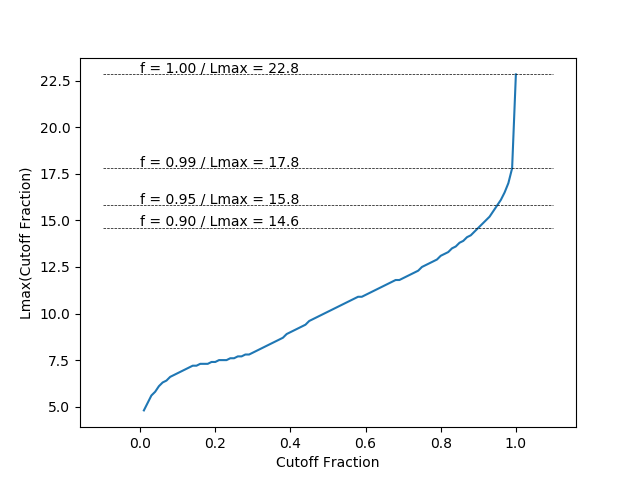 f = 1.00 / Lmax = 22.8
22.5
20.0
f = 0.99 / Lmax = 17.8
17.5
f = 0.95 / Lmax = 15.8
15.0
f = 0.90 / Lmax = 14.6
12.5
10.0
7.5
5.0
Lmax(Cutoff Fraction)
0.0 0.2 0.4 0.6 0.8 1.0
Cutoff Fraction